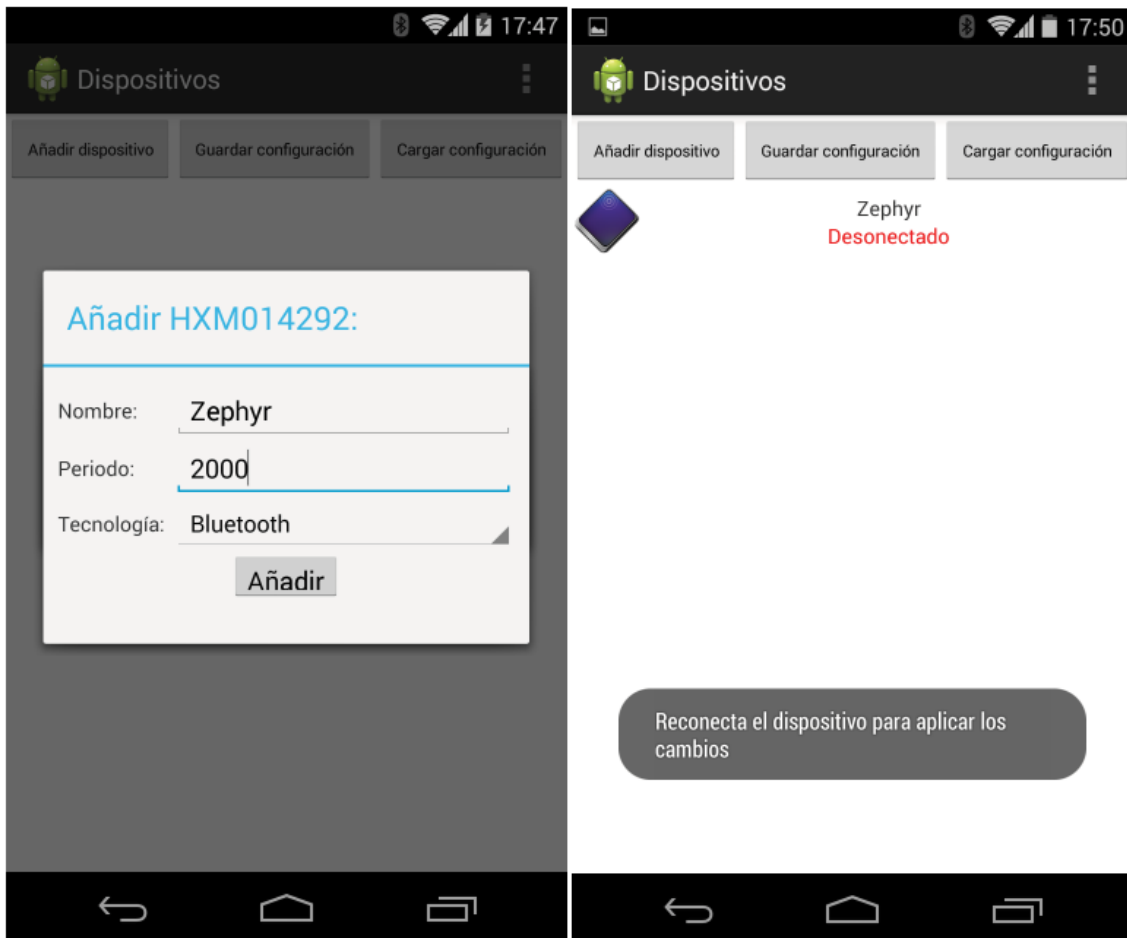 17:47
Dispositivos
Añadir dispositivo
Guardar configuración
Cargar configuración
Añadir HXM014292:
Nombre: Zephyr
Periodo: 2000
Tecnología: Bluetooth
Añadir
17:50
Dispositivos
Añadir dispositivo
Guardar configuración
Cargar configuración
Zephyr
Desonectado
Reconecta el dispositivo para aplicar los
cambios